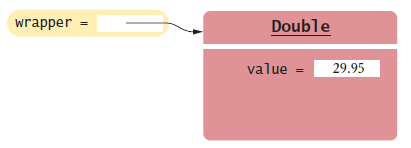 wrapper =
Double
value = 29.95